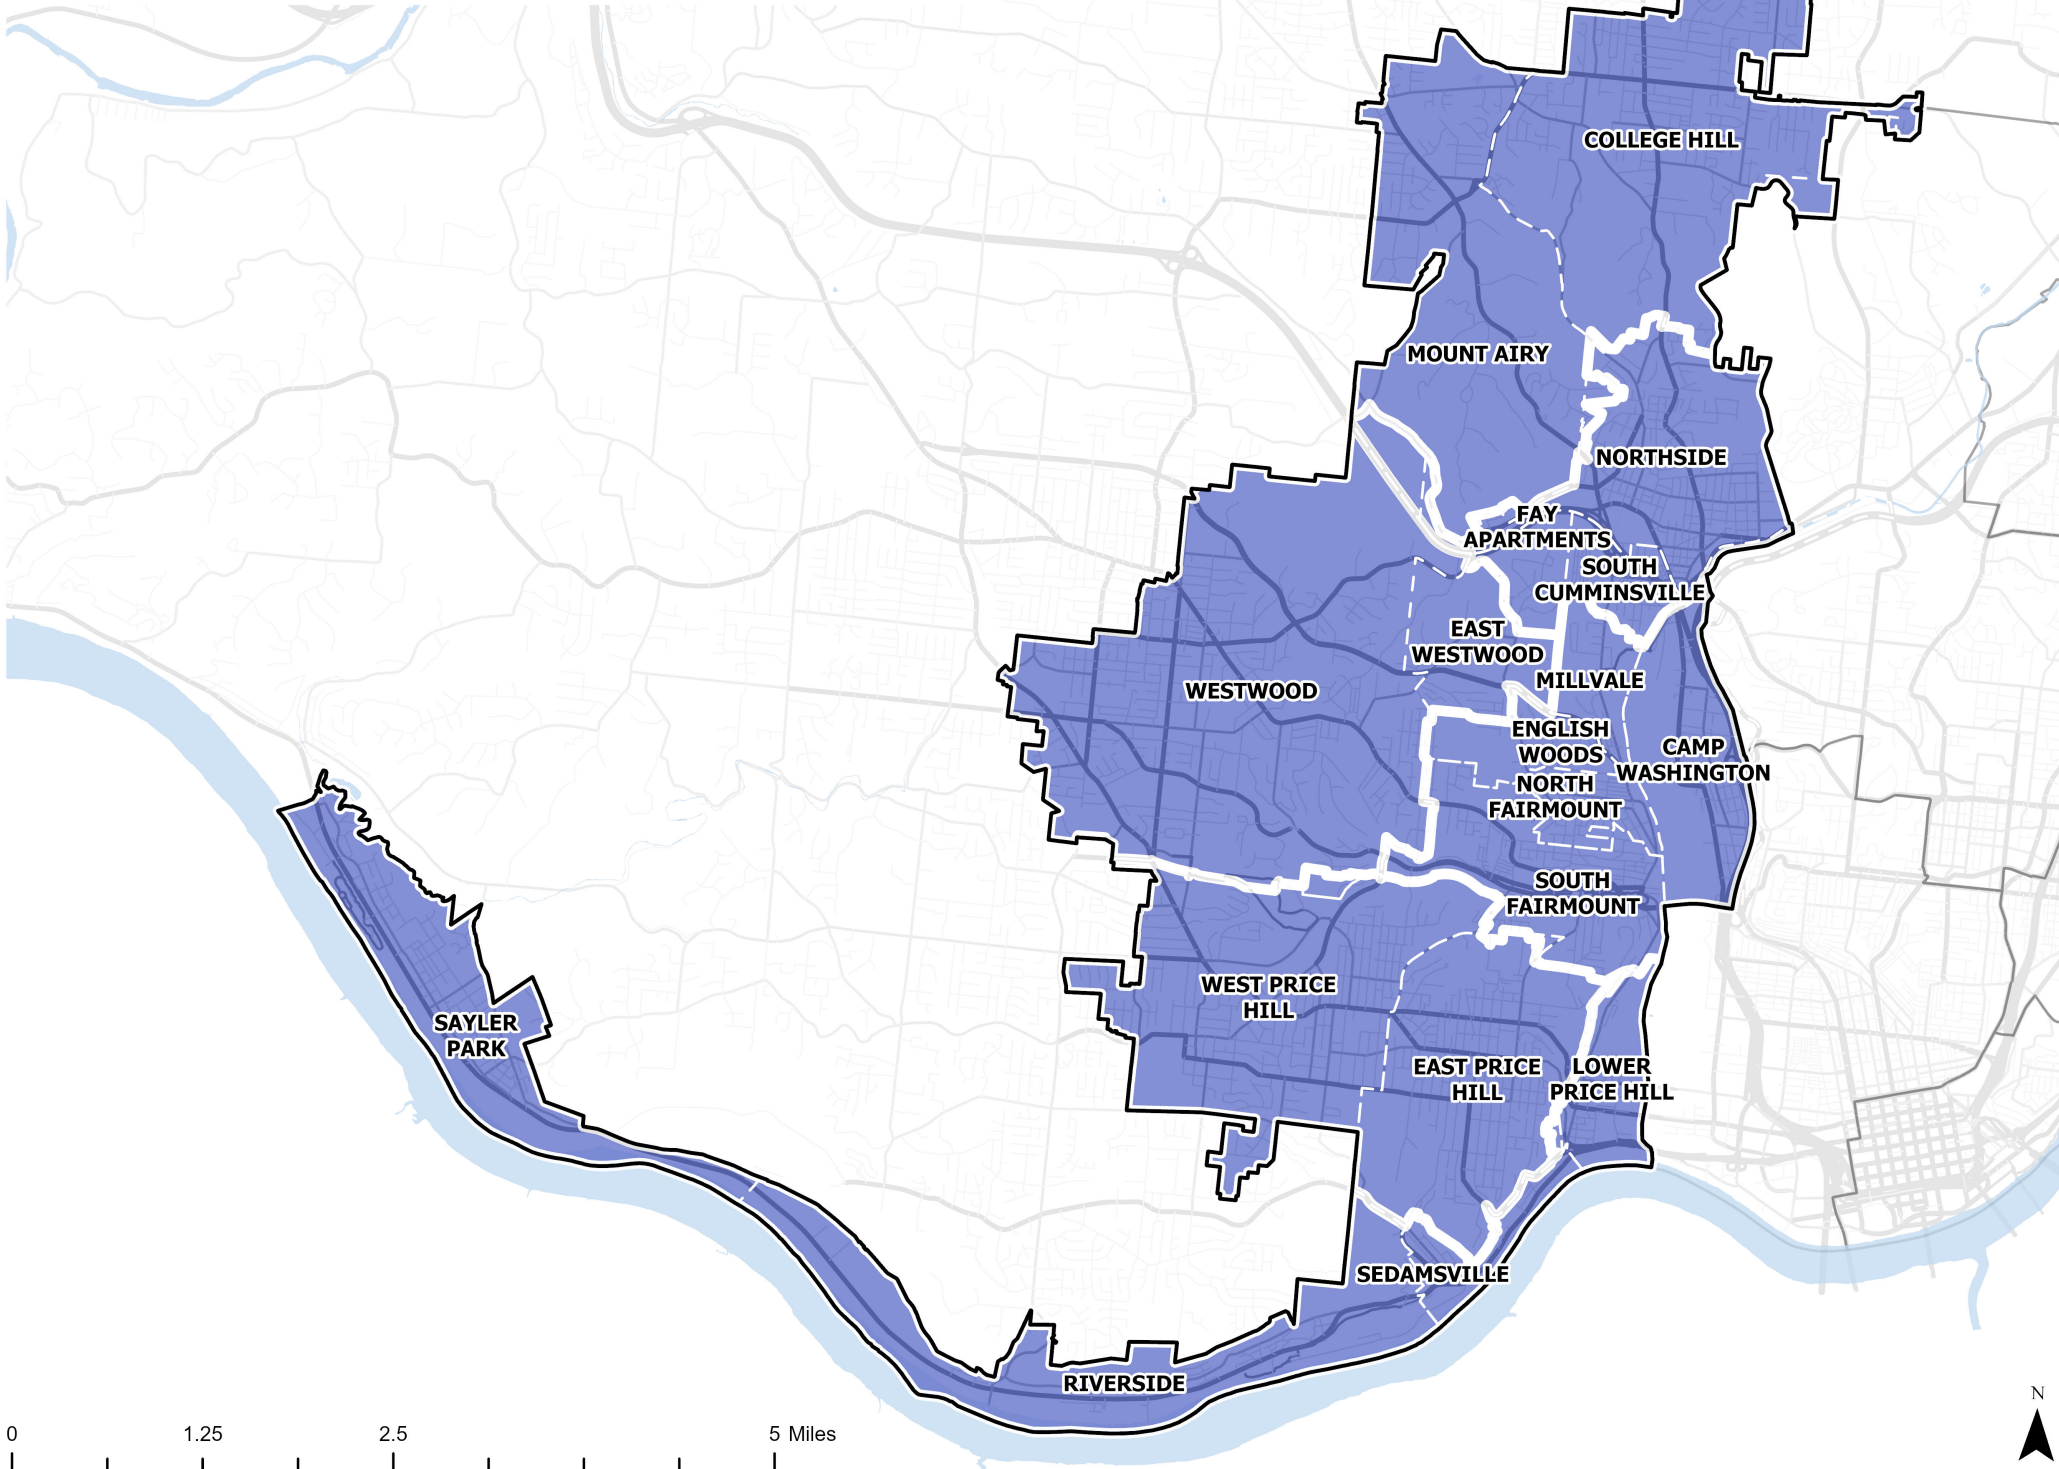 COLLEGE HILL
MOUNT AIRY
NORTHSIDE
FAY
APARTMENTS
SOUTH
CUMMINSVILLE
EAST
WESTWOOD
WESTWOOD
MILLVALE
ENGLISH
WOODS
CAMP
WASHINGTON
NORTH
FAIRMOUNT
SOUTH
FAIRMOUNT
WEST PRICE
HILL
SAYLER
PARK
EAST PRICE
HILL
LOWER
PRICE HILL
SEDAMSVILLE
RIVERSIDE
N
0 1.25 2.5 5 Miles